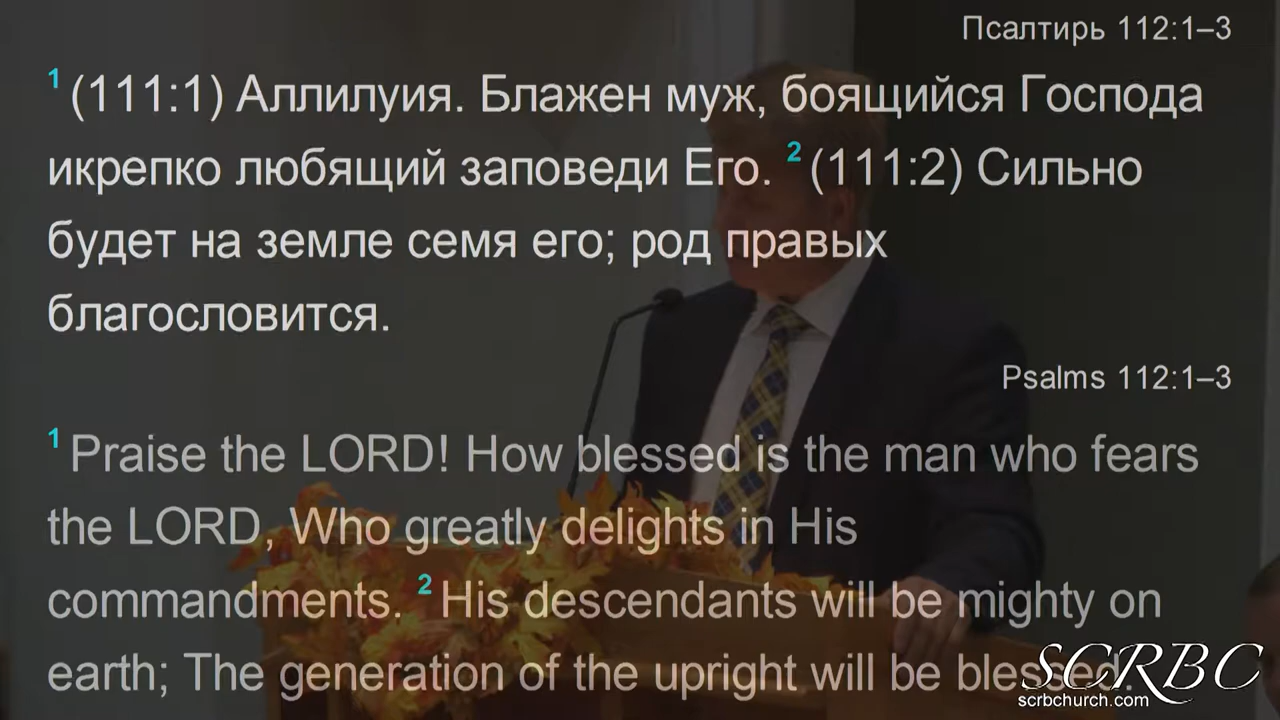 Псалтирь 112:1–3
1 (111:1) Аллилуия. Блажен муж, боящийся Господа
икрепко любящий заповеди Его. 2 (111:2) Сильно
будет на земле семя его; род правых
благословится.
Psalms 112:1–3
1 Praise the LORD! How blessed is the man who fears
the LORD, Who greatly delights in His
commandments. 2 His descendants will be mighty on
earth; The generation of the upright will be blessed.
SCRBC
scrbchurch.com